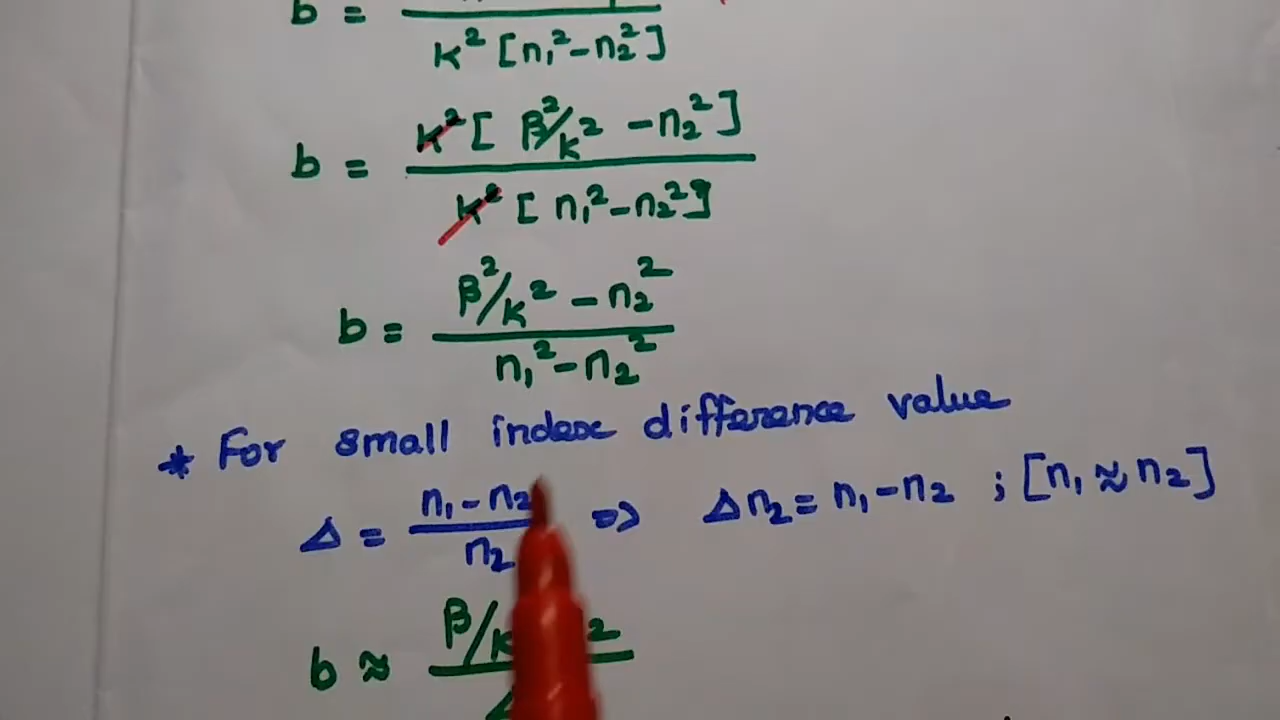 b =
k² [n₁² - n₂²]
b = k² [ β²/k² - n₂² ]
k² [ n₁² - n₂² ]
b = β²/k² - n₂²
n₁² - n₂²
* For small index difference value
Δ = n₁ - n₂ / n₂ => Δn₂ = n₁ - n₂ ; [n₁ ≈ n₂]
b ≈ β/k 2